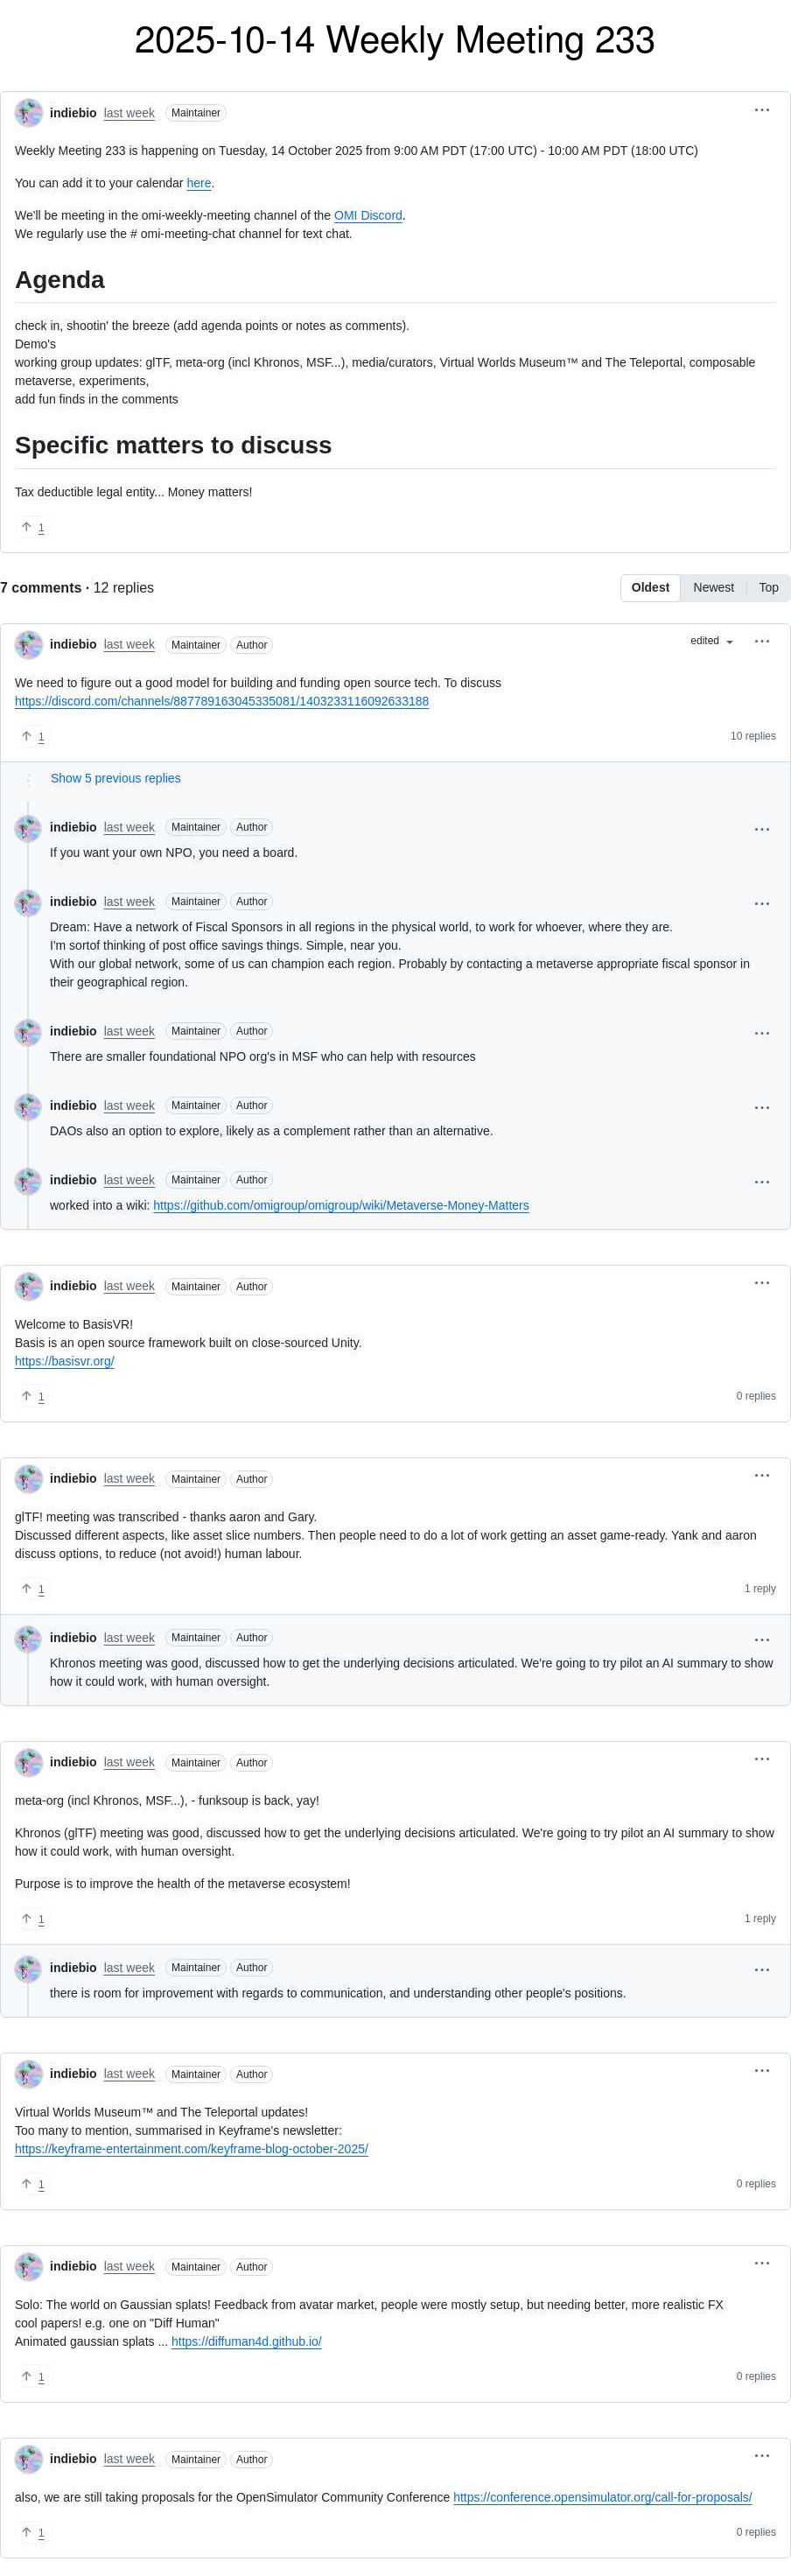 2025-10-14 Weekly Meeting 233
indiebio last week Maintainer
Weekly Meeting 233 is happening on Tuesday, 14 October 2025 from 9:00 AM PDT (17:00 UTC) - 10:00 AM PDT (18:00 UTC)
You can add it to your calendar here.
We'll be meeting in the omi-weekly-meeting channel of the OMI Discord.
We regularly use the # omi-meeting-chat channel for text chat.
Agenda
check in, shootin' the breeze (add agenda points or notes as comments).
Demo's
working group updates: glTF, meta-org (incl Khronos, MSF...), media/curators, Virtual Worlds Museum™ and The Teleportal, composable
metaverse, experiments,
add fun finds in the comments
Specific matters to discuss
Tax deductible legal entity... Money matters!
1
7 comments · 12 replies Oldest Newest Top
indiebio last week Maintainer Author edited
We need to figure out a good model for building and funding open source tech. To discuss
https://discord.com/channels/887789163045335081/1403233116092633188
1 10 replies
Show 5 previous replies
indiebio last week Maintainer Author
If you want your own NPO, you need a board.
indiebio last week Maintainer Author
Dream: Have a network of Fiscal Sponsors in all regions in the physical world, to work for whoever, where they are.
I'm sortof thinking of post office savings things. Simple, near you.
With our global network, some of us can champion each region. Probably by contacting a metaverse appropriate fiscal sponsor in
their geographical region.
indiebio last week Maintainer Author
There are smaller foundational NPO org's in MSF who can help with resources
indiebio last week Maintainer Author
DAOs also an option to explore, likely as a complement rather than an alternative.
indiebio last week Maintainer Author
worked into a wiki: https://github.com/omigroup/omigroup/wiki/Metaverse-Money-Matters
indiebio last week Maintainer Author
Welcome to BasisVR!
Basis is an open source framework built on close-sourced Unity.
https://basisvr.org/
1 0 replies
indiebio last week Maintainer Author
glTF! meeting was transcribed - thanks aaron and Gary.
Discussed different aspects, like asset slice numbers. Then people need to do a lot of work getting an asset game-ready. Yank and aaron
discuss options, to reduce (not avoid!) human labour.
1 1 reply
indiebio last week Maintainer Author
Khronos meeting was good, discussed how to get the underlying decisions articulated. We're going to try pilot an AI summary to show
how it could work, with human oversight.
indiebio last week Maintainer Author
meta-org (incl Khronos, MSF...), - funksoup is back, yay!
Khronos (glTF) meeting was good, discussed how to get the underlying decisions articulated. We're going to try pilot an AI summary to show
how it could work, with human oversight.
Purpose is to improve the health of the metaverse ecosystem!
1 1 reply
indiebio last week Maintainer Author
there is room for improvement with regards to communication, and understanding other people's positions.
indiebio last week Maintainer Author
Virtual Worlds Museum™ and The Teleportal updates!
Too many to mention, summarised in Keyframe's newsletter:
https://keyframe-entertainment.com/keyframe-blog-october-2025/
1 0 replies
indiebio last week Maintainer Author
Solo: The world on Gaussian splats! Feedback from avatar market, people were mostly setup, but needing better, more realistic FX
cool papers! e.g. one on "Diff Human"
Animated gaussian splats ... https://diffuman4d.github.io/
1 0 replies
indiebio last week Maintainer Author
also, we are still taking proposals for the OpenSimulator Community Conference https://conference.opensimulator.org/call-for-proposals/
1 0 replies